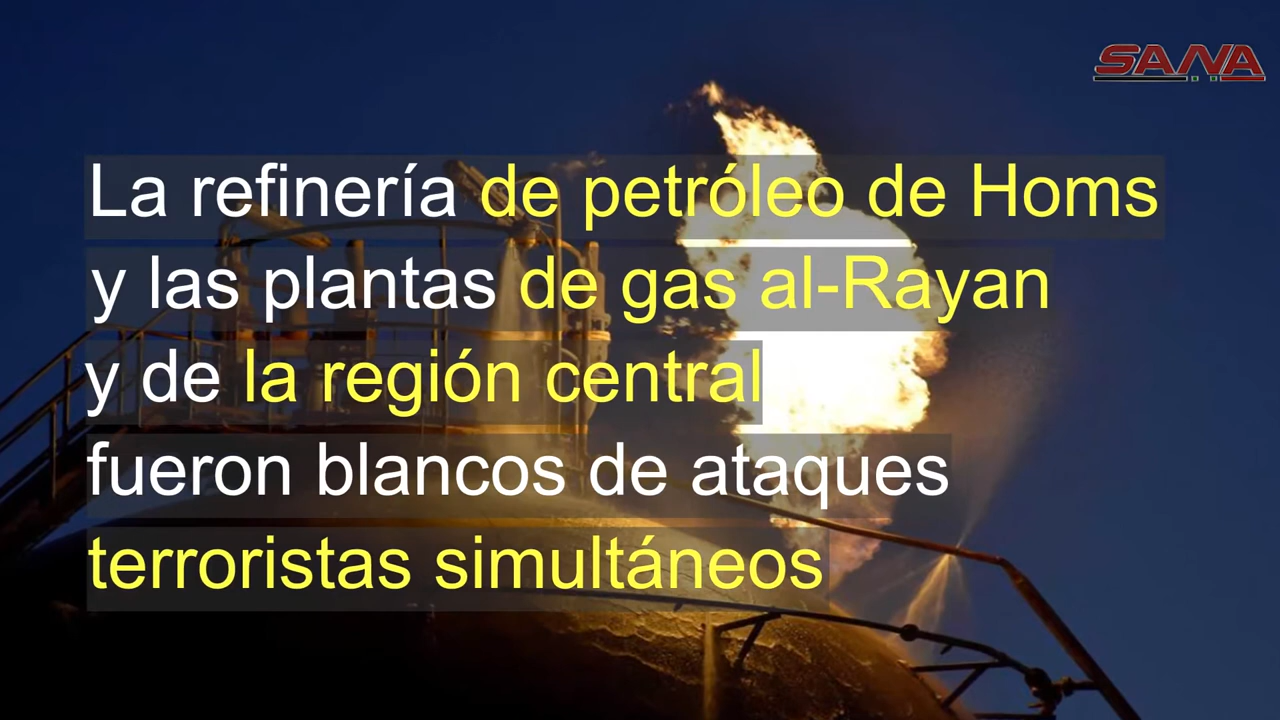 SANA
La refinería de petróleo de Homs
y las plantas de gas al-Rayan
y de la región central
fueron blancos de ataques
terroristas simultáneos